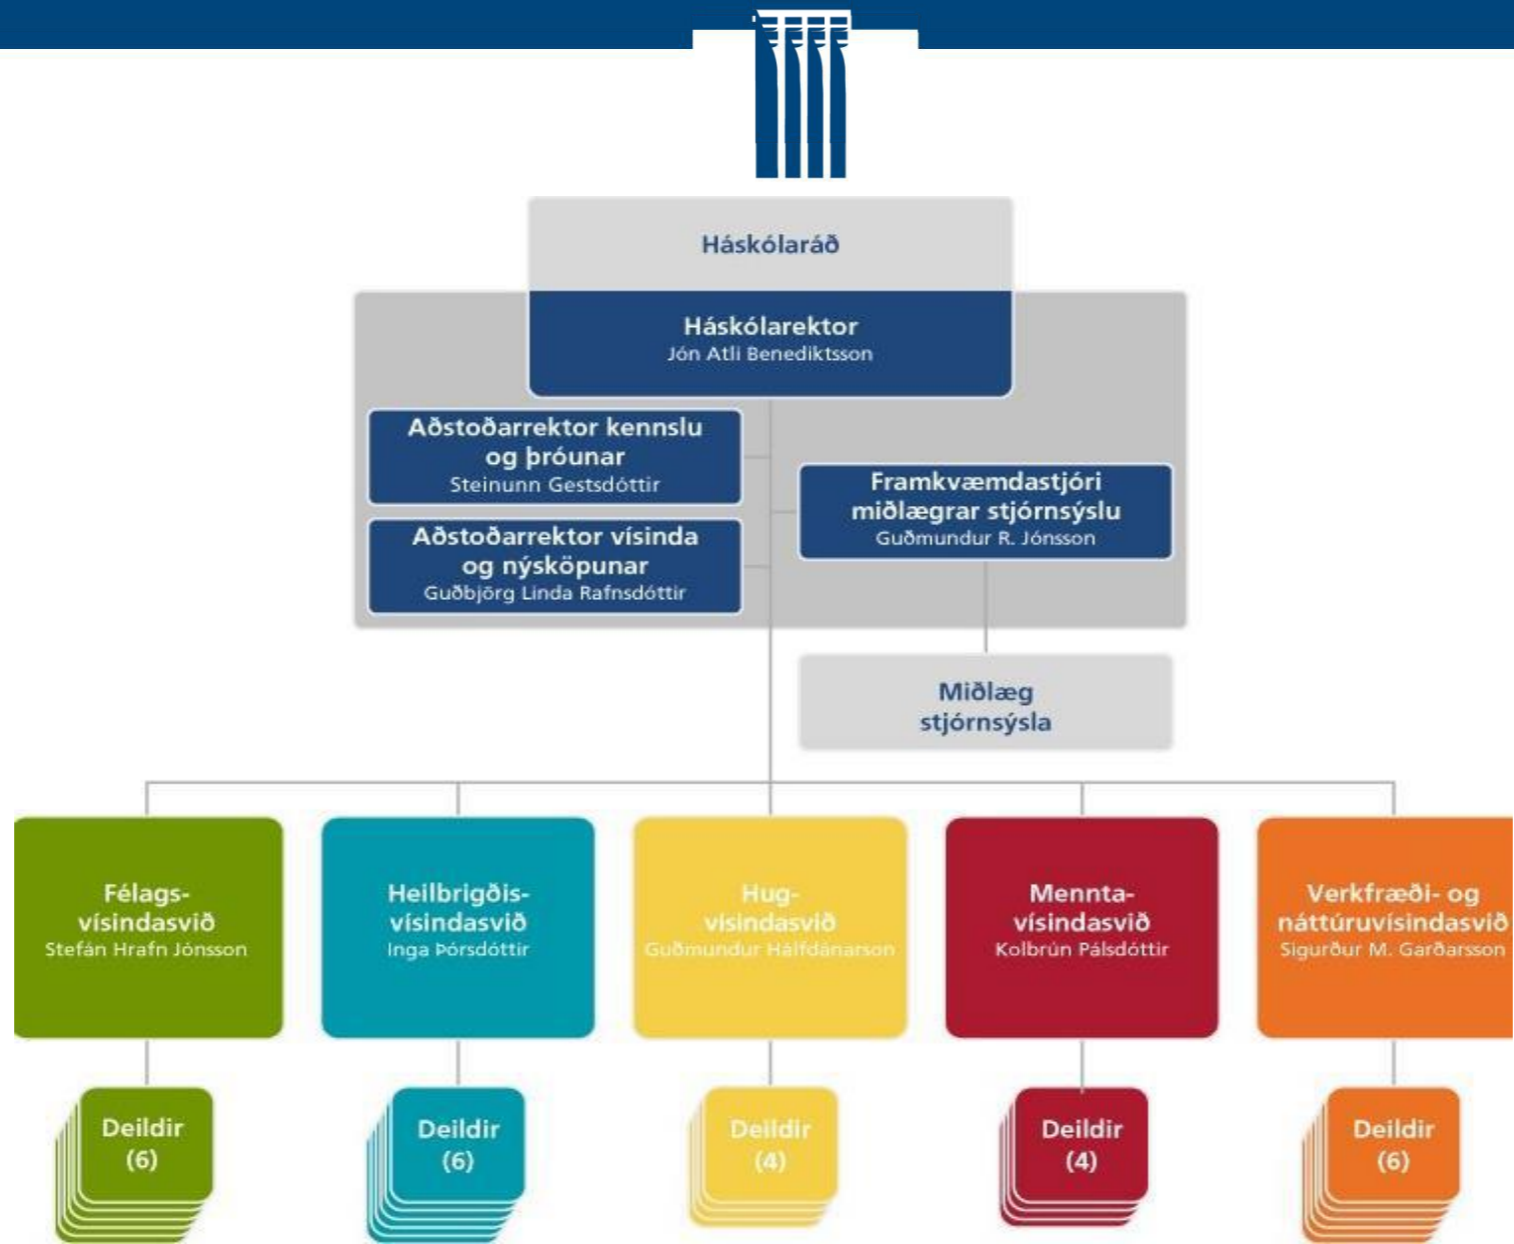 Háskólaráð
Háskólarektor
Jón Atli Benediktsson
Aðstoðarrektor kennslu
og þróunar
Steinunn Gestsdóttir
Aðstoðarrektor vísinda
og nýsköpunar
Guðbjörg Linda Rafnsdóttir
Framkvæmdastjóri
miðlægrar stjórnsýslu
Guðmundur R. Jónsson
Miðlæg
stjórnsýsla
Félags-
vísindasvið
Stefán Hrafn Jónsson
Heilbrigðis-
vísindasvið
Inga Þórsdóttir
Hug-
vísindasvið
Guðmundur Hálfdánarson
Mennta-
vísindasvið
Kolbrún Pálsdóttir
Verkfræði- og
náttúruvísindasvið
Sigurður M. Garðarsson
Deildir
(6)
Deildir
(6)
Deildir
(4)
Deildir
(4)
Deildir
(6)